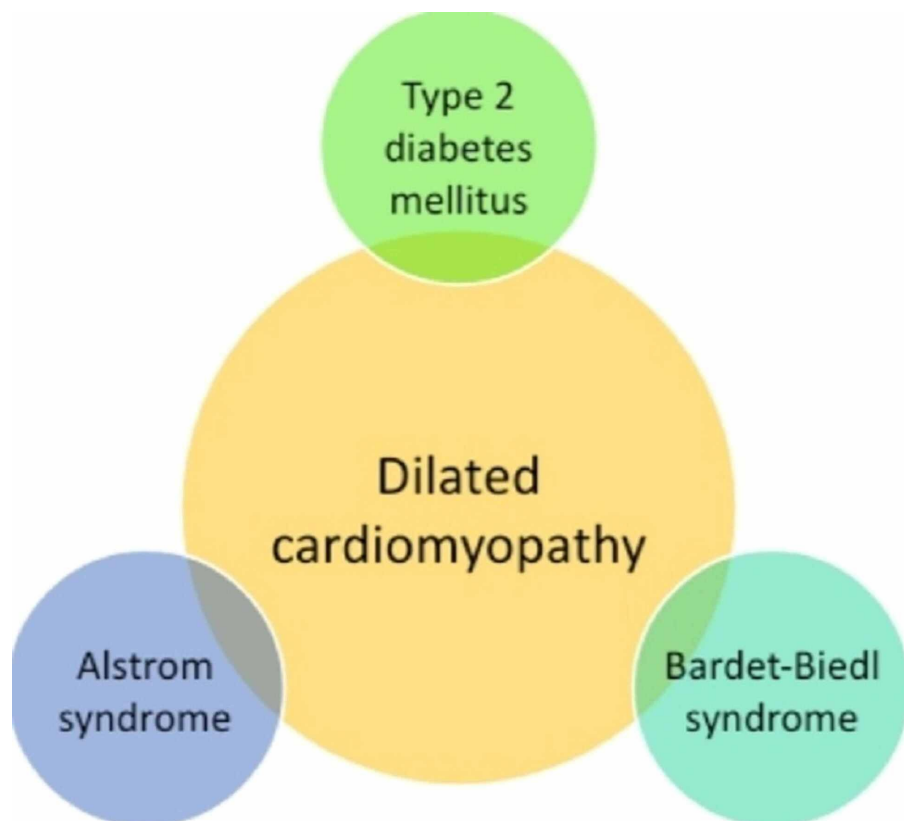 Type 2
diabetes
mellitus
Dilated
cardiomyopathy
Alstrom
syndrome
Bardet-Biedl
syndrome